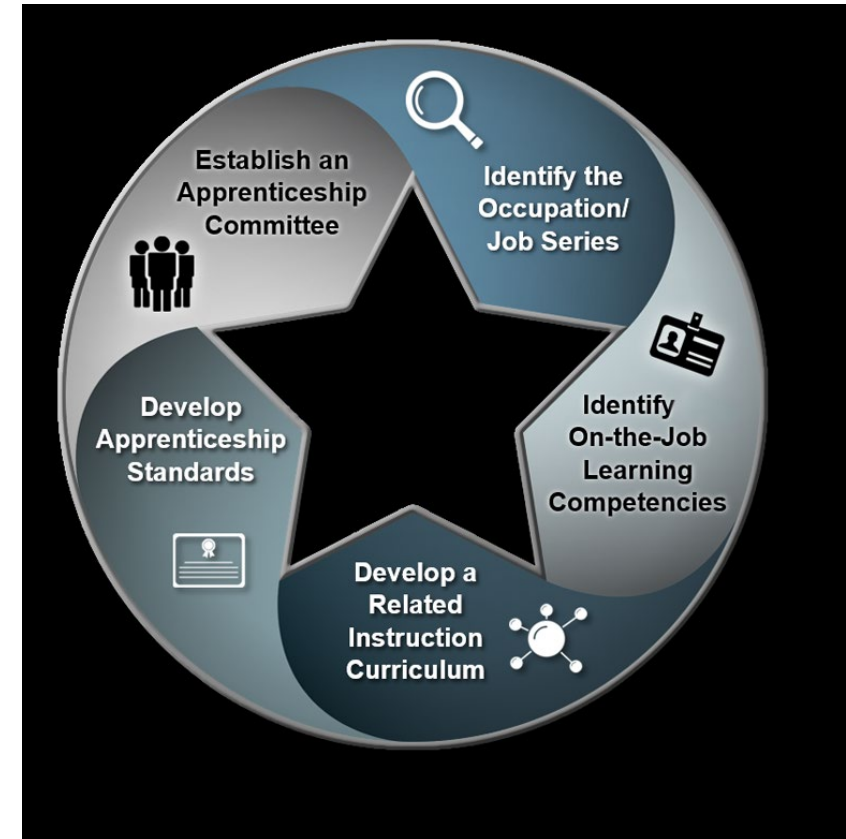 Establish an
Apprenticeship
Committee
Identify the
Occupation/
Job Series
Identify
On-the-Job
Learning
Competencies
Develop a
Related
Instruction
Curriculum
Develop
Apprenticeship
Standards